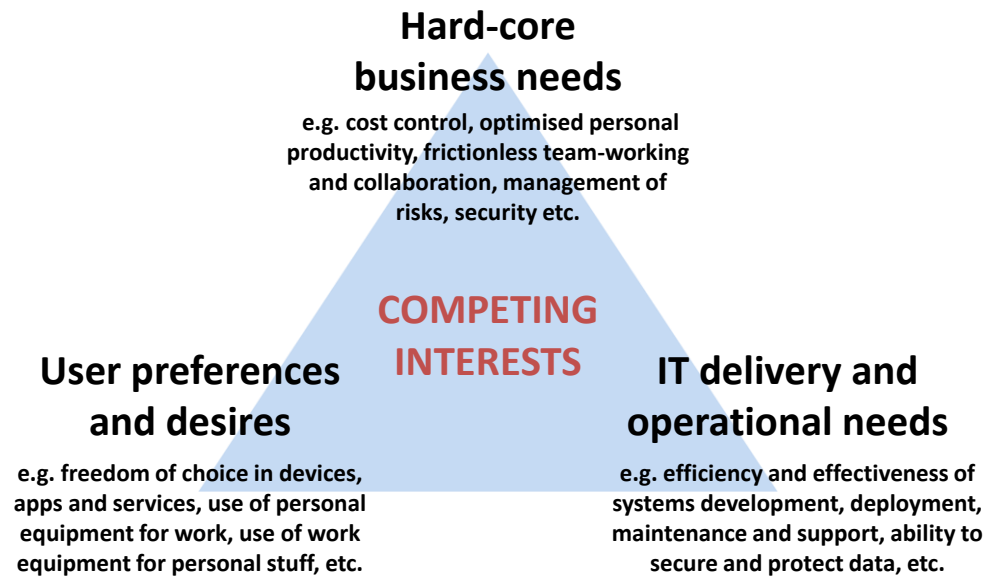 Hard-core
business needs
e.g. cost control, optimised personal
productivity, frictionless team-working
and collaboration, management of
risks, security etc.
COMPETING
INTERESTS
User preferences
and desires
e.g. freedom of choice in devices,
apps and services, use of personal
equipment for work, use of work
equipment for personal stuff, etc.
IT delivery and
operational needs
e.g. efficiency and effectiveness of
systems development, deployment,
maintenance and support, ability to
secure and protect data, etc.